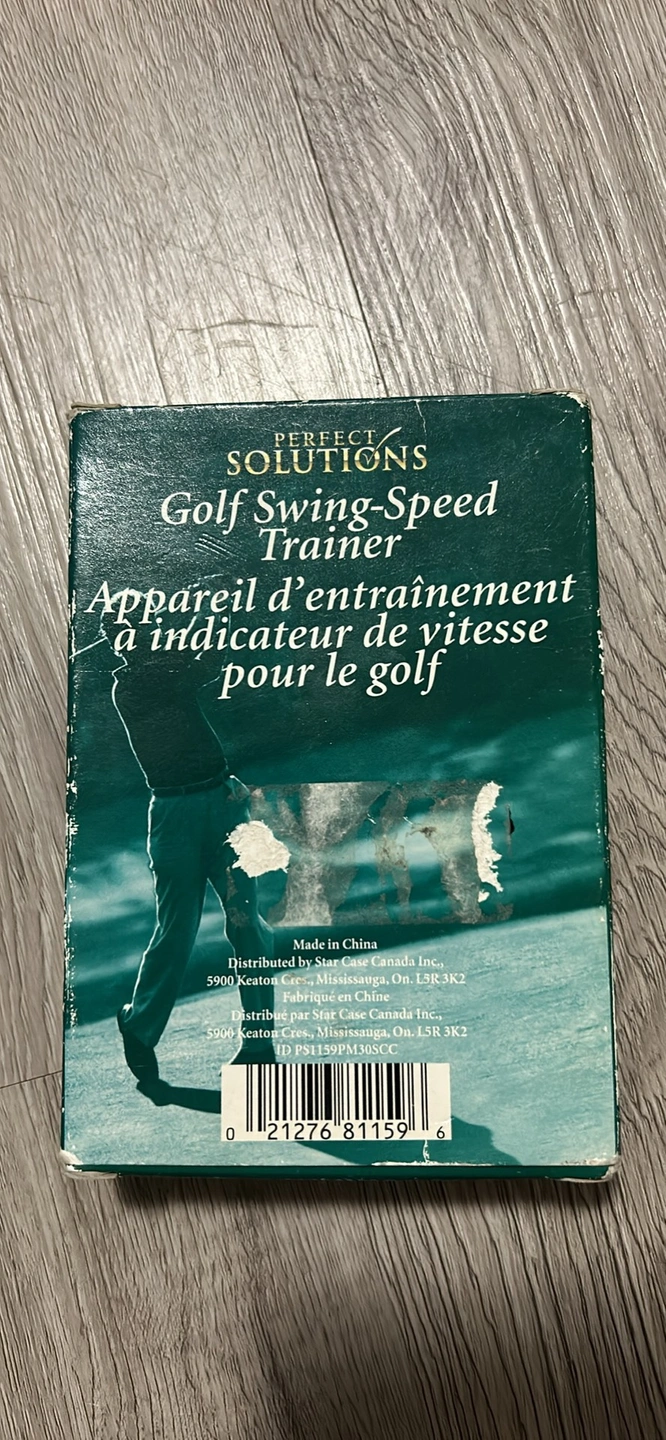 PERFECT
SOLUTIONS
Golf Swing-Speed
Trainer
Appareil d'entraînement
à indicateur de vitesse
pour le golf
Made in China
Distributed by Star Case Canada Inc.,
5900 Keaton Cres., Mississauga, On. L5R 3K2
Fabriqué en Chine
Distribué par Star Case Canada Inc.,
5900 Keaton Cres., Mississauga, On. L5R 3K2
ID PS1159PM30SCC
0 21276 81159 6